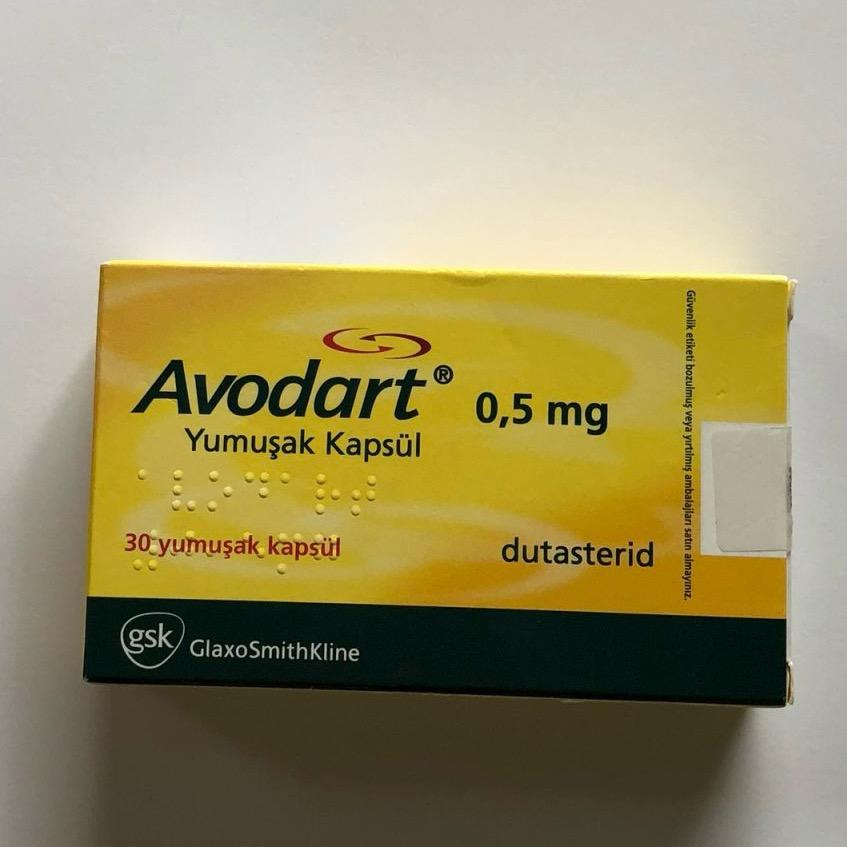 Avodart® 0,5 mg
Yumuşak Kapsül
30 yumuşak kapsül
dutasterid
gsk GlaxoSmithKline
Güvenlik etiketi bozulmuş veya yırtılmış ambalajları satın almayınız.